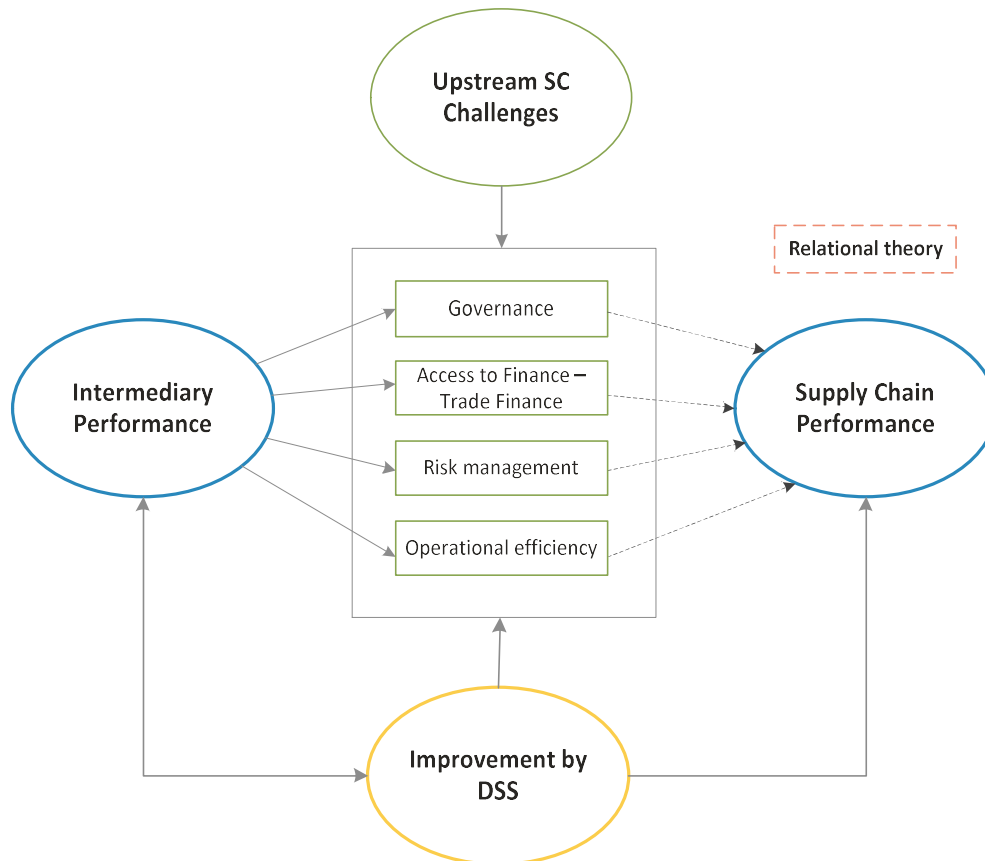 Upstream SC
Challenges
Relational theory
Governance
Access to Finance – 
Trade Finance
Intermediary
Performance
Supply Chain
Performance
Risk management
Operational efficiency
Improvement by
DSS